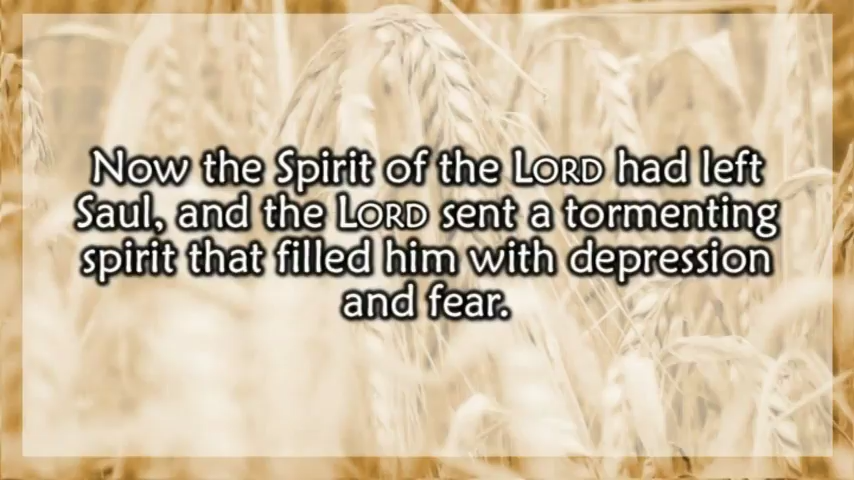 Now the Spirit of the LORD had left
Saul, and the LORD sent a tormenting
spirit that filled him with depression
and fear.